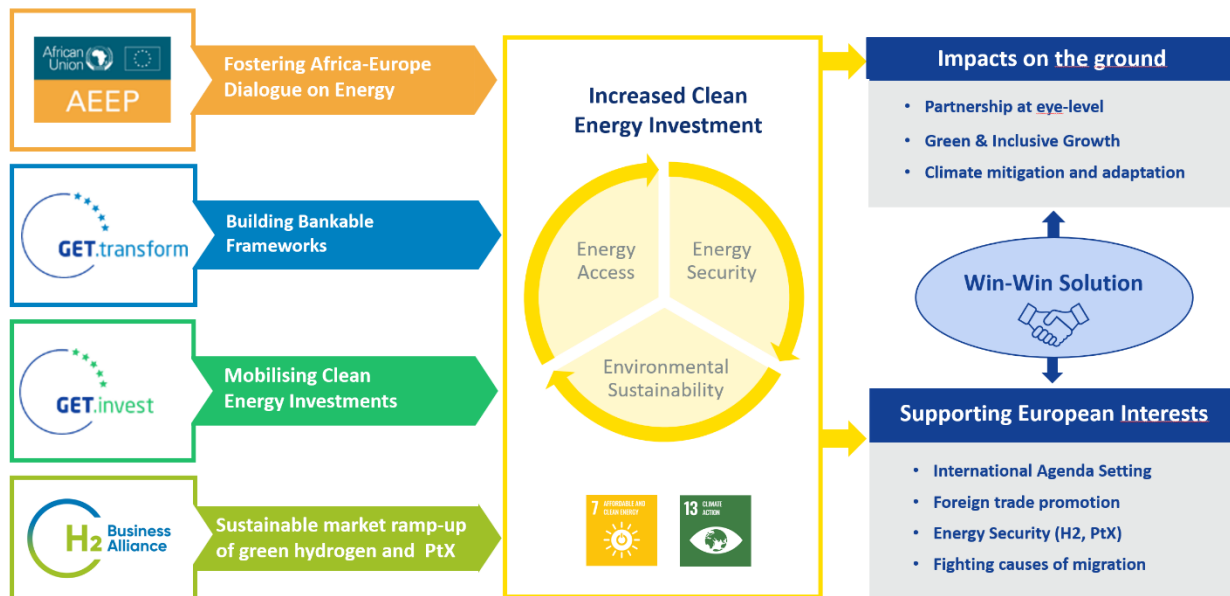 African
Union
AEEP
Fostering Africa-Europe
Dialogue on Energy
GET.transform
Building Bankable
Frameworks
GET.invest
Mobilising Clean
Energy Investments
H2 Business
Alliance
Sustainable market ramp-up
of green hydrogen and PtX
Increased Clean
Energy Investment
Energy
Access
Energy
Security
Environmental
Sustainability
7 AFFORDABLE AND
CLEAN ENERGY
13 CLIMATE
ACTION
Impacts on the ground
• Partnership at eye-level
• Green & Inclusive Growth
• Climate mitigation and adaptation
Win-Win Solution
Supporting European Interests
• International Agenda Setting
• Foreign trade promotion
• Energy Security (H2, PtX)
• Fighting causes of migration